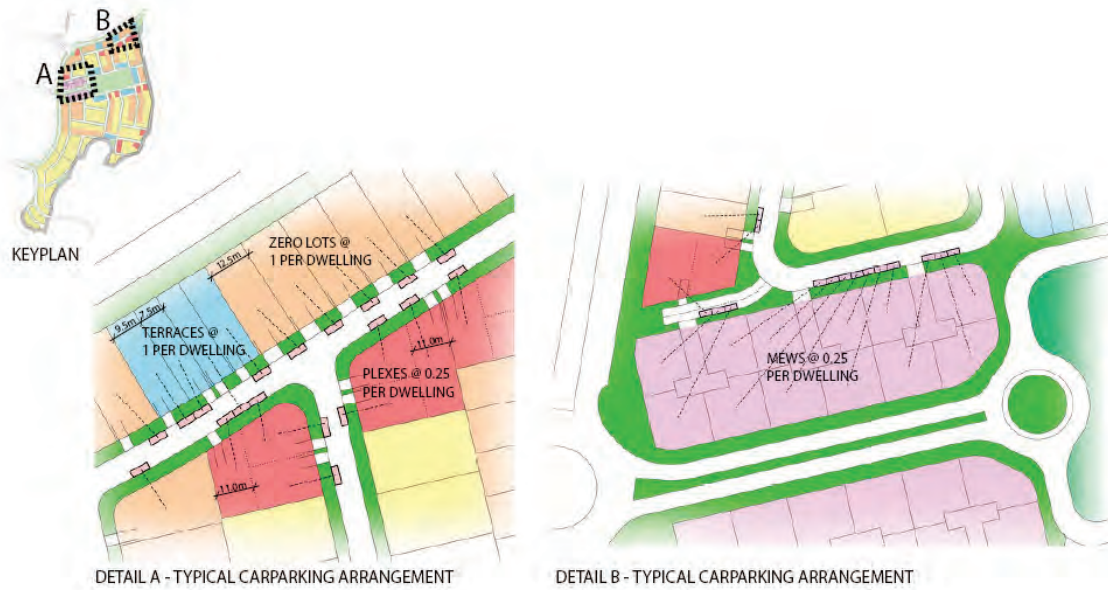 B
A
KEYPLAN
ZERO LOTS @
1 PER DWELLING
12.5m
9.5m
7.5m
TERRACES @
1 PER DWELLING
11.0m
PLEXES @ 0.25
PER DWELLING
11.0m
MEWS @ 0.25
PER DWELLING
DETAIL A - TYPICAL CARPARKING ARRANGEMENT
DETAIL B - TYPICAL CARPARKING ARRANGEMENT